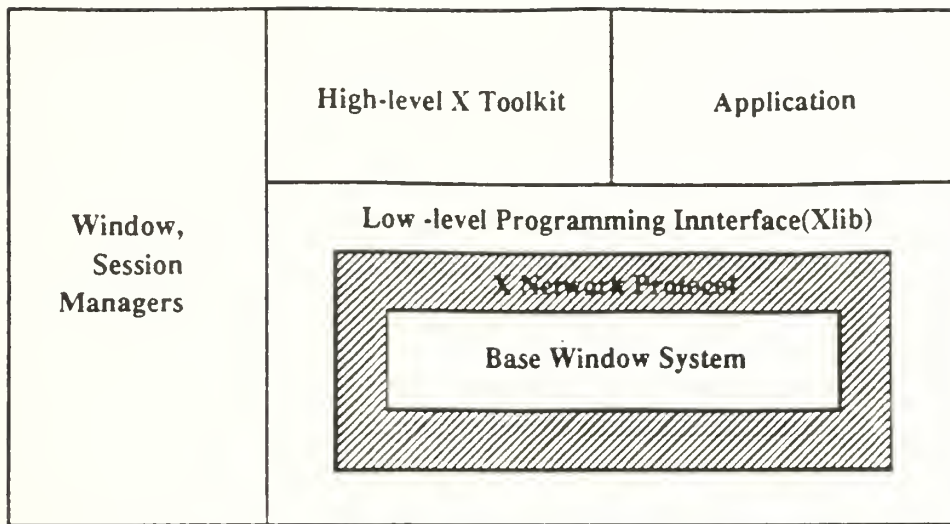 High-level X Toolkit
Application
Window,
Session
Managers
Low -level Programming Innterface(Xlib)
X Network Protocol
Base Window System